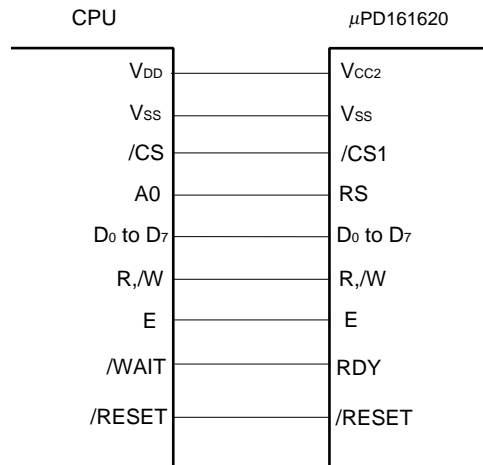 CPU μPD161620
VDD VCC2
VSS VSS
/CS /CS1
A0 RS
D0 to D7 D0 to D7
R,/W R,/W
E E
/WAIT RDY
/RESET /RESET